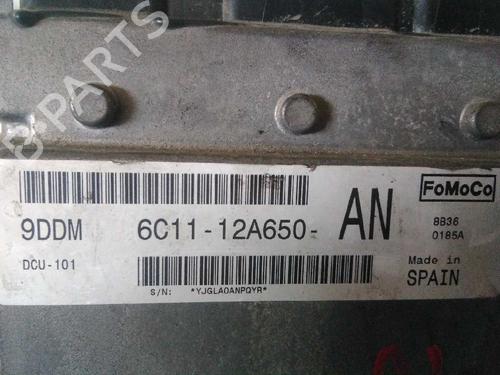 B-PARTS
FoMoCo
9DDM 6C11-12A650- AN
8B36
0185A
DCU-101
Made in
SPAIN
S/N: *YJGLA0ANPQYR*